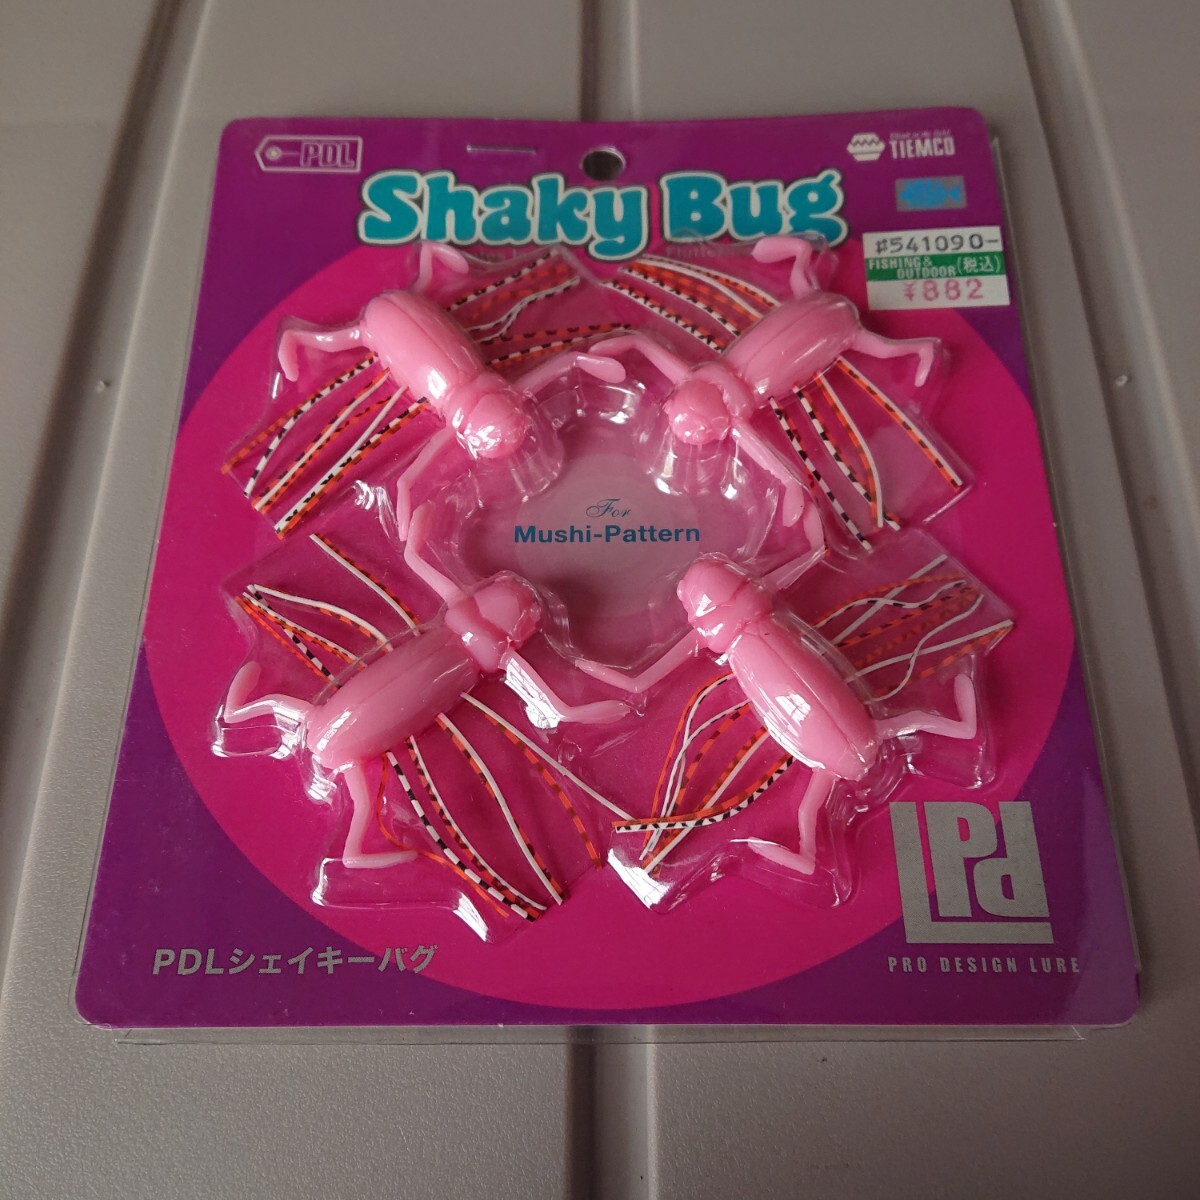 PDL
TIEMCO
Shaky Bug
#541090-
FISHING &
OUTDOOR (税込)
¥882
For
Mushi-Pattern
LPd
PDLシェイキーバグ
PRO DESIGN LURE